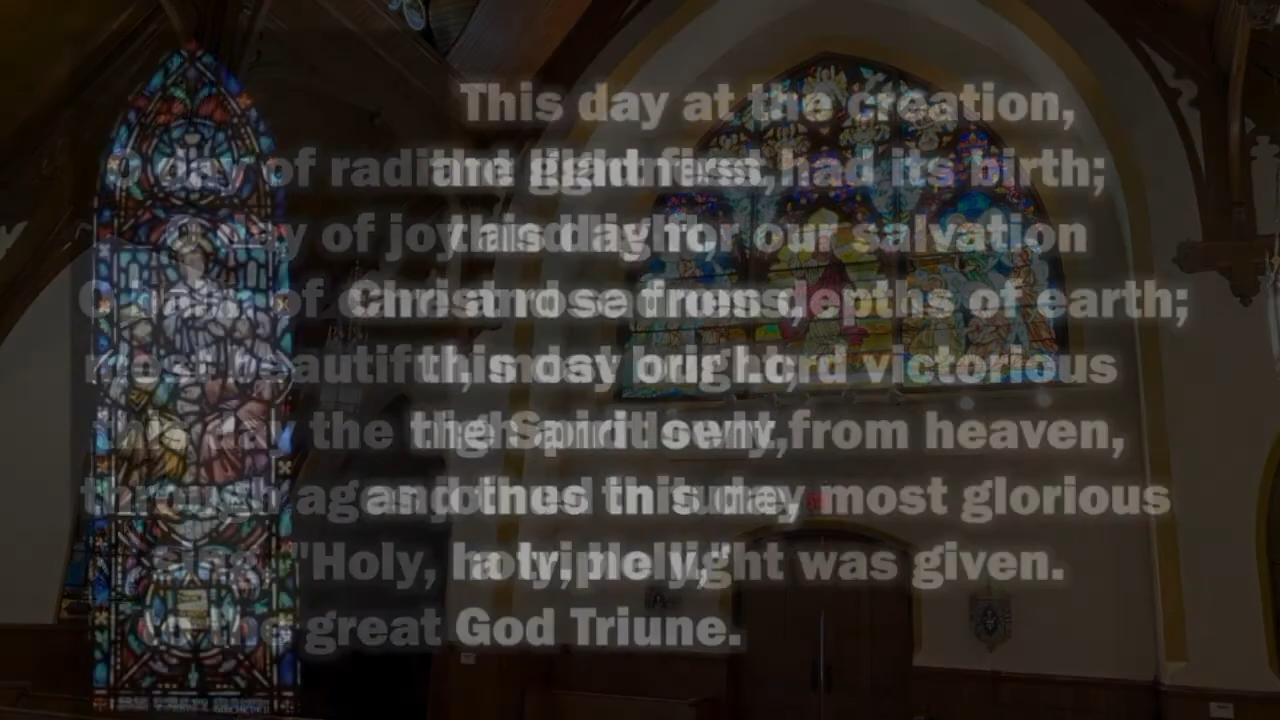 O day of radiant gladness,
O day of joy and light,
O balm of care and sadness,
most beautiful, most bright;
this day the high and lowly,
through ages joined in tune,
sing, "Holy, holy, holy,"
to the great God Triune.
This day at the creation,
the light first had its birth;
this day for our salvation
Christ rose from depths of earth;
this day our Lord victorious
the Spirit sent from heaven,
and thus this day most glorious
a triple light was given.